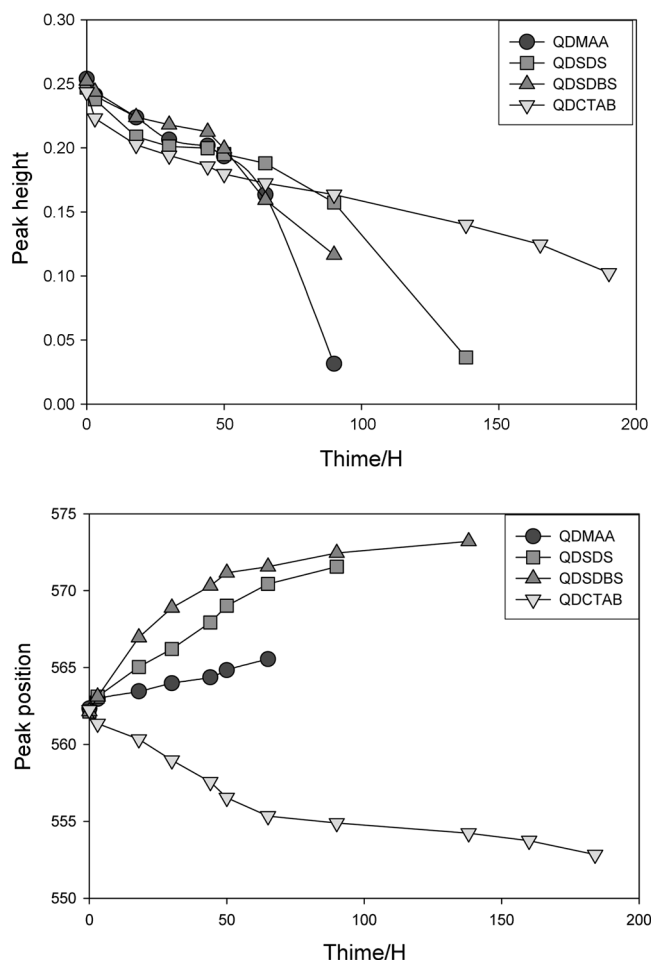 0.30
0.25
0.20
0.15
0.10
0.05
0.00
Peak height
0 50 100 150 200
Thime/H
QDMAA
QDSDS
QDSDBS
QDCTAB
575
570
565
560
555
550
Peak position
0 50 100 150 200
Thime/H
QDMAA
QDSDS
QDSDBS
QDCTAB